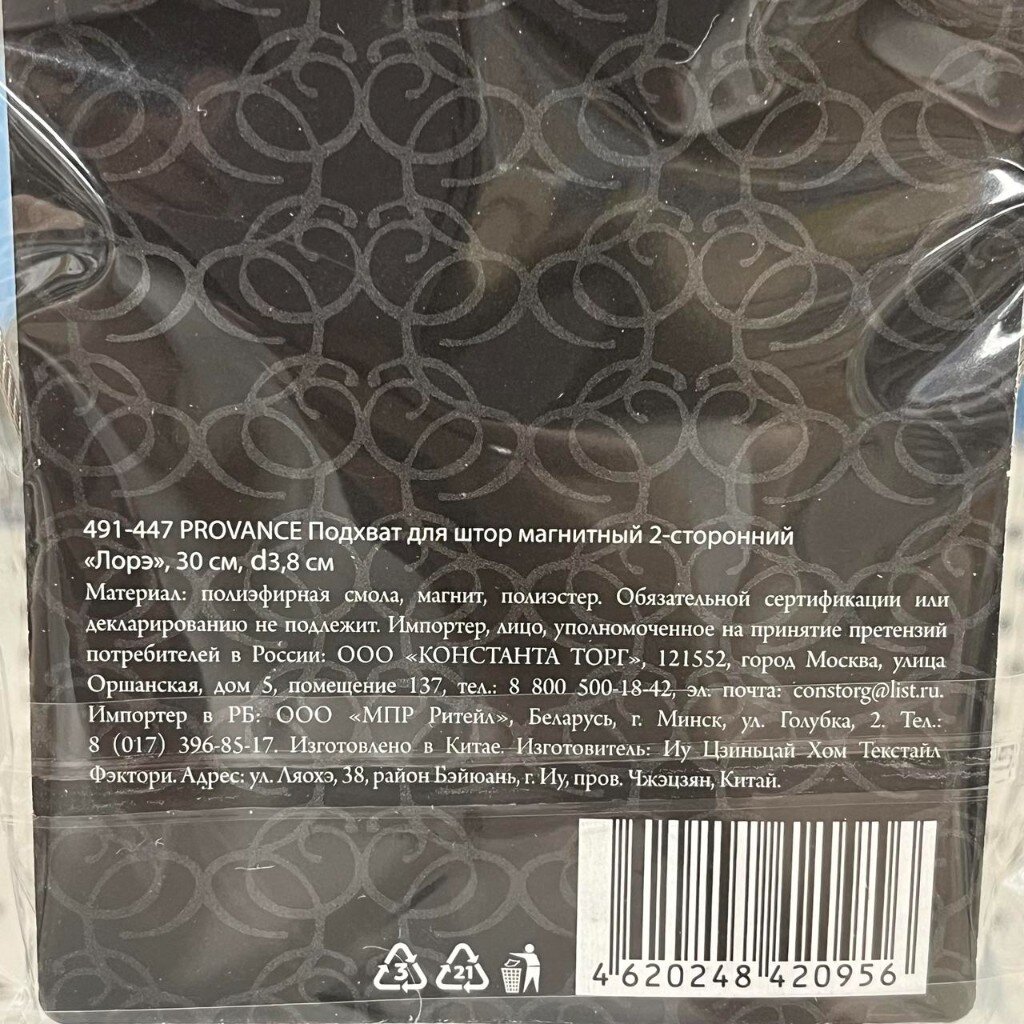 491-447 PROVANCE Подхват для штор магнитный 2-сторонний
«Лорэ», 30 см, d3,8 см
Материал: полиэфирная смола, магнит, полиэстер. Обязательной сертификации или
декларированию не подлежит. Импортер, лицо, уполномоченное на принятие претензий
потребителей в России: ООО «КОНСТАНТА ТОРГ», 121552, город Москва, улица
Оршанская, дом 5, помещение 137, тел.: 8 800 500-18-42, эл. почта: constorg@list.ru.
Импортер в РБ: ООО «МПР Ритейл», Беларусь, г. Минск, ул. Голубка, 2. Тел.:
8 (017) 396-85-17. Изготовлено в Китае. Изготовитель: Иу Цзиньцай Хом Текстайл
Фэктори. Адрес: ул. Ляохэ, 38, район Бэйюань, г. Иу, пров. Чжэцзян, Китай.
3 21
4 620248 420956